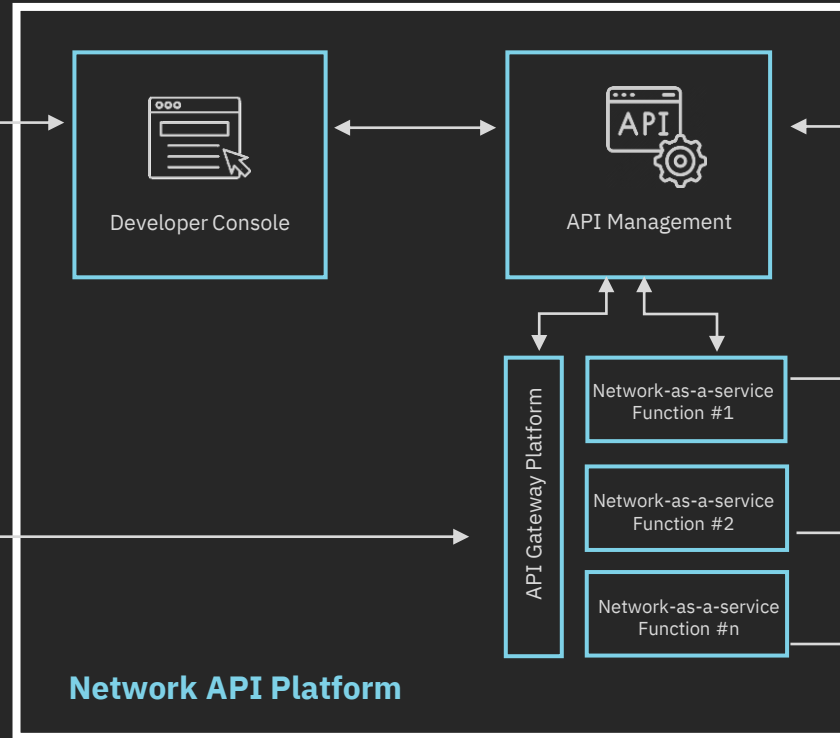 API
Developer Console
API Management
API Gateway Platform
Network-as-a-service
Function #1
Network-as-a-service
Function #2
Network-as-a-service
Function #n
Network API Platform